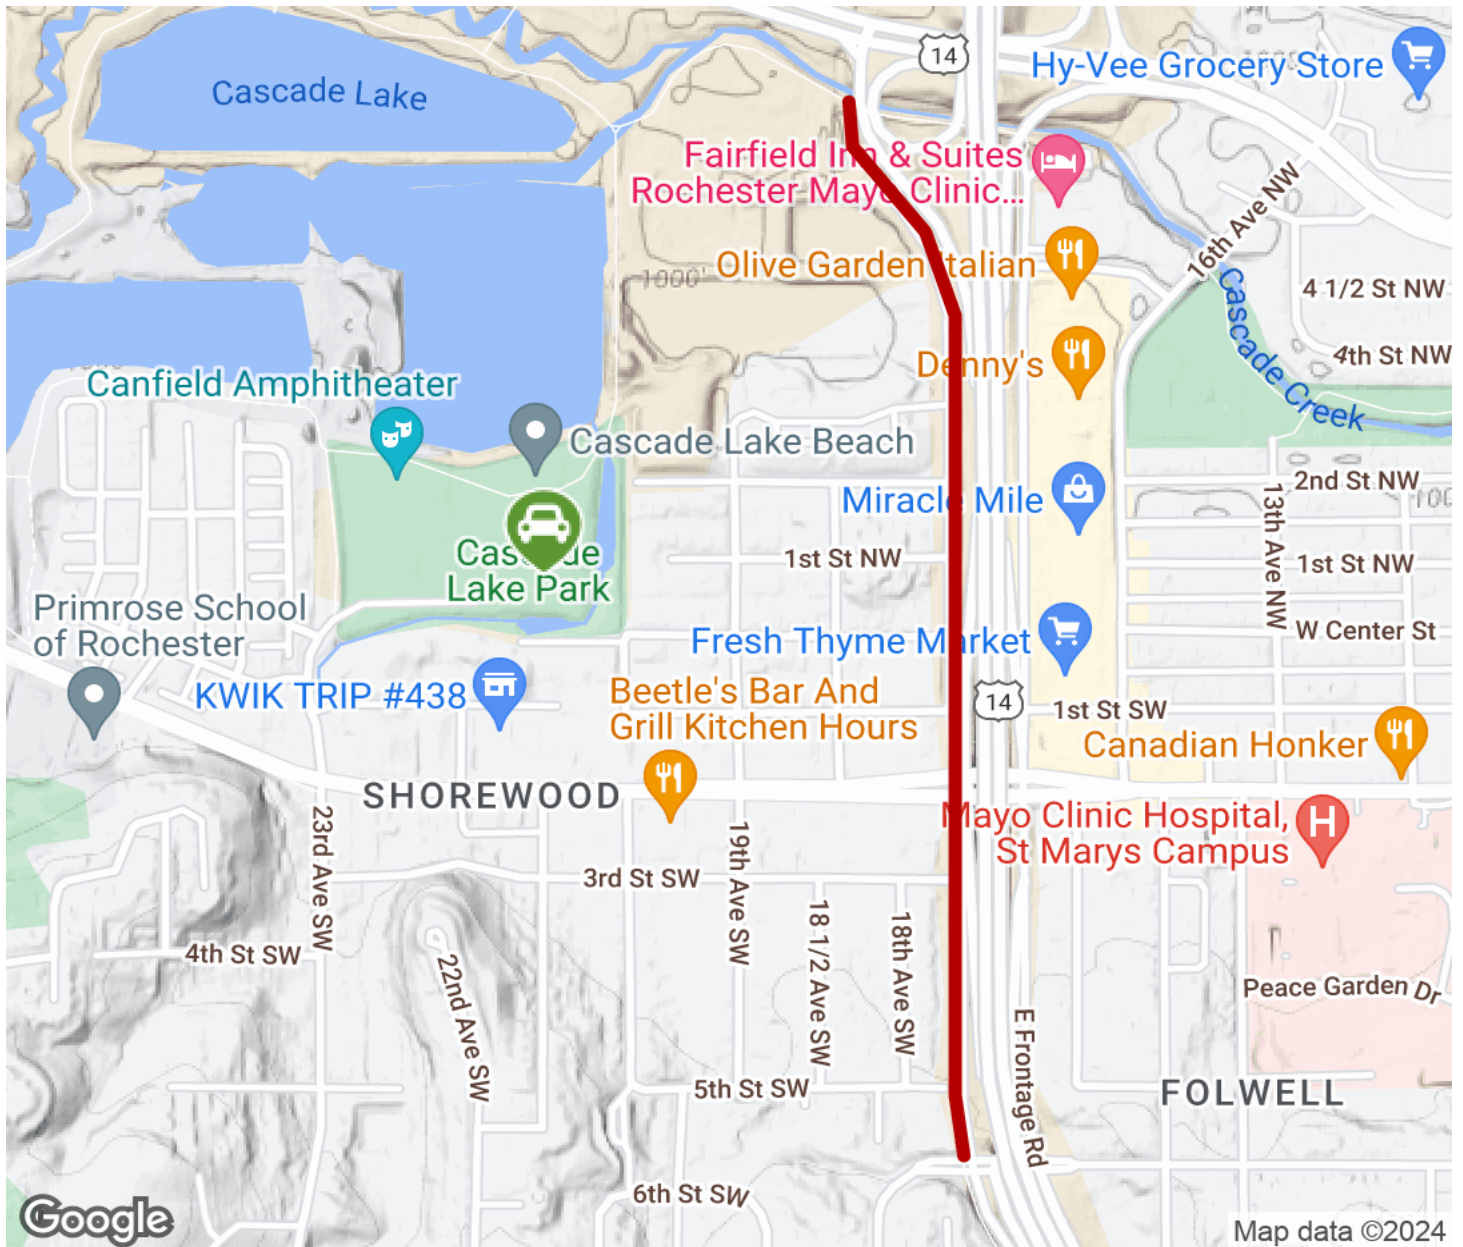 14
Hy-Vee Grocery Store
Cascade Lake
Fairfield Inn & Suites
Rochester Mayo Clinic...
16th Ave NW
Olive Garden Italian
1000'
Cascade Creek
4 1/2 St NW
4th St NW
Denny's
Canfield Amphitheater
Cascade Lake Beach
2nd St NW
Miracle Mile
13th Ave NW
Cascade
Lake Park
1st St NW
1st St NW
Primrose School
of Rochester
Fresh Thyme Market
W Center St
KWIK TRIP #438
Beetle's Bar And
Grill Kitchen Hours
14
1st St SW
Canadian Honker
SHOREWOOD
Mayo Clinic Hospital,
St Marys Campus
H
23rd Ave SW
19th Ave SW
3rd St SW
18 1/2 Ave SW
18th Ave SW
4th St SW
22nd Ave SW
Peace Garden Dr
E Frontage Rd
5th St SW
FOLWELL
6th St SW
Google
Map data ©2024